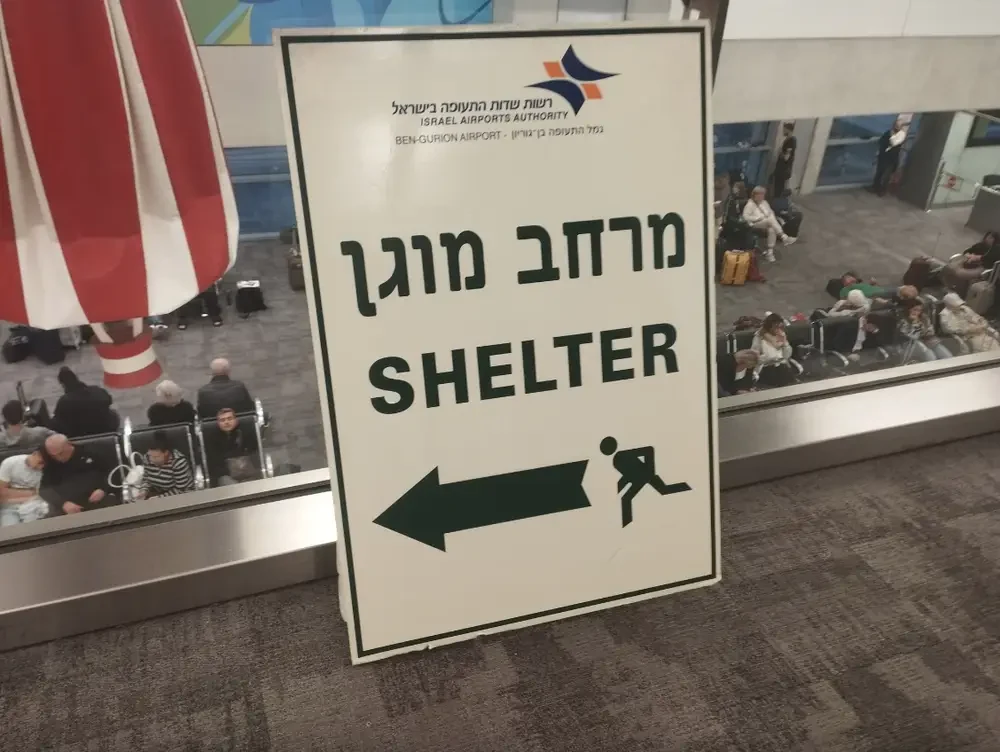 רשות שדות התעופה בישראל
ISRAEL AIRPORTS AUTHORITY
BEN-GURION AIRPORT - נמל התעופה בן־גוריון
מרחב מוגן
SHELTER